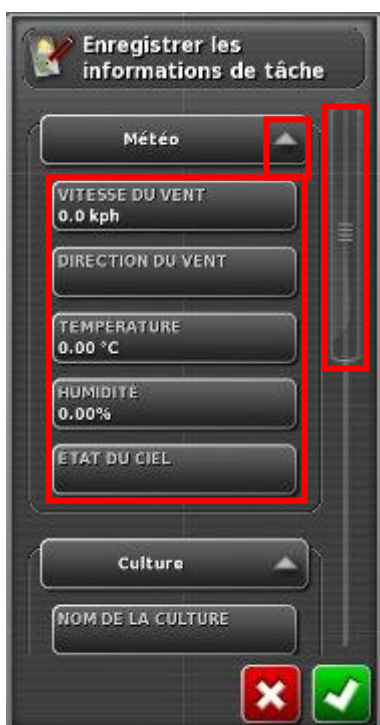 Enregistrer les
informations de tâche
Météo
VITESSE DU VENT
0.0 kph
DIRECTION DU VENT
TEMPÉRATURE
0.00 °C
HUMIDITÉ
0.00%
ÉTAT DU CIEL
Culture
NOM DE LA CULTURE